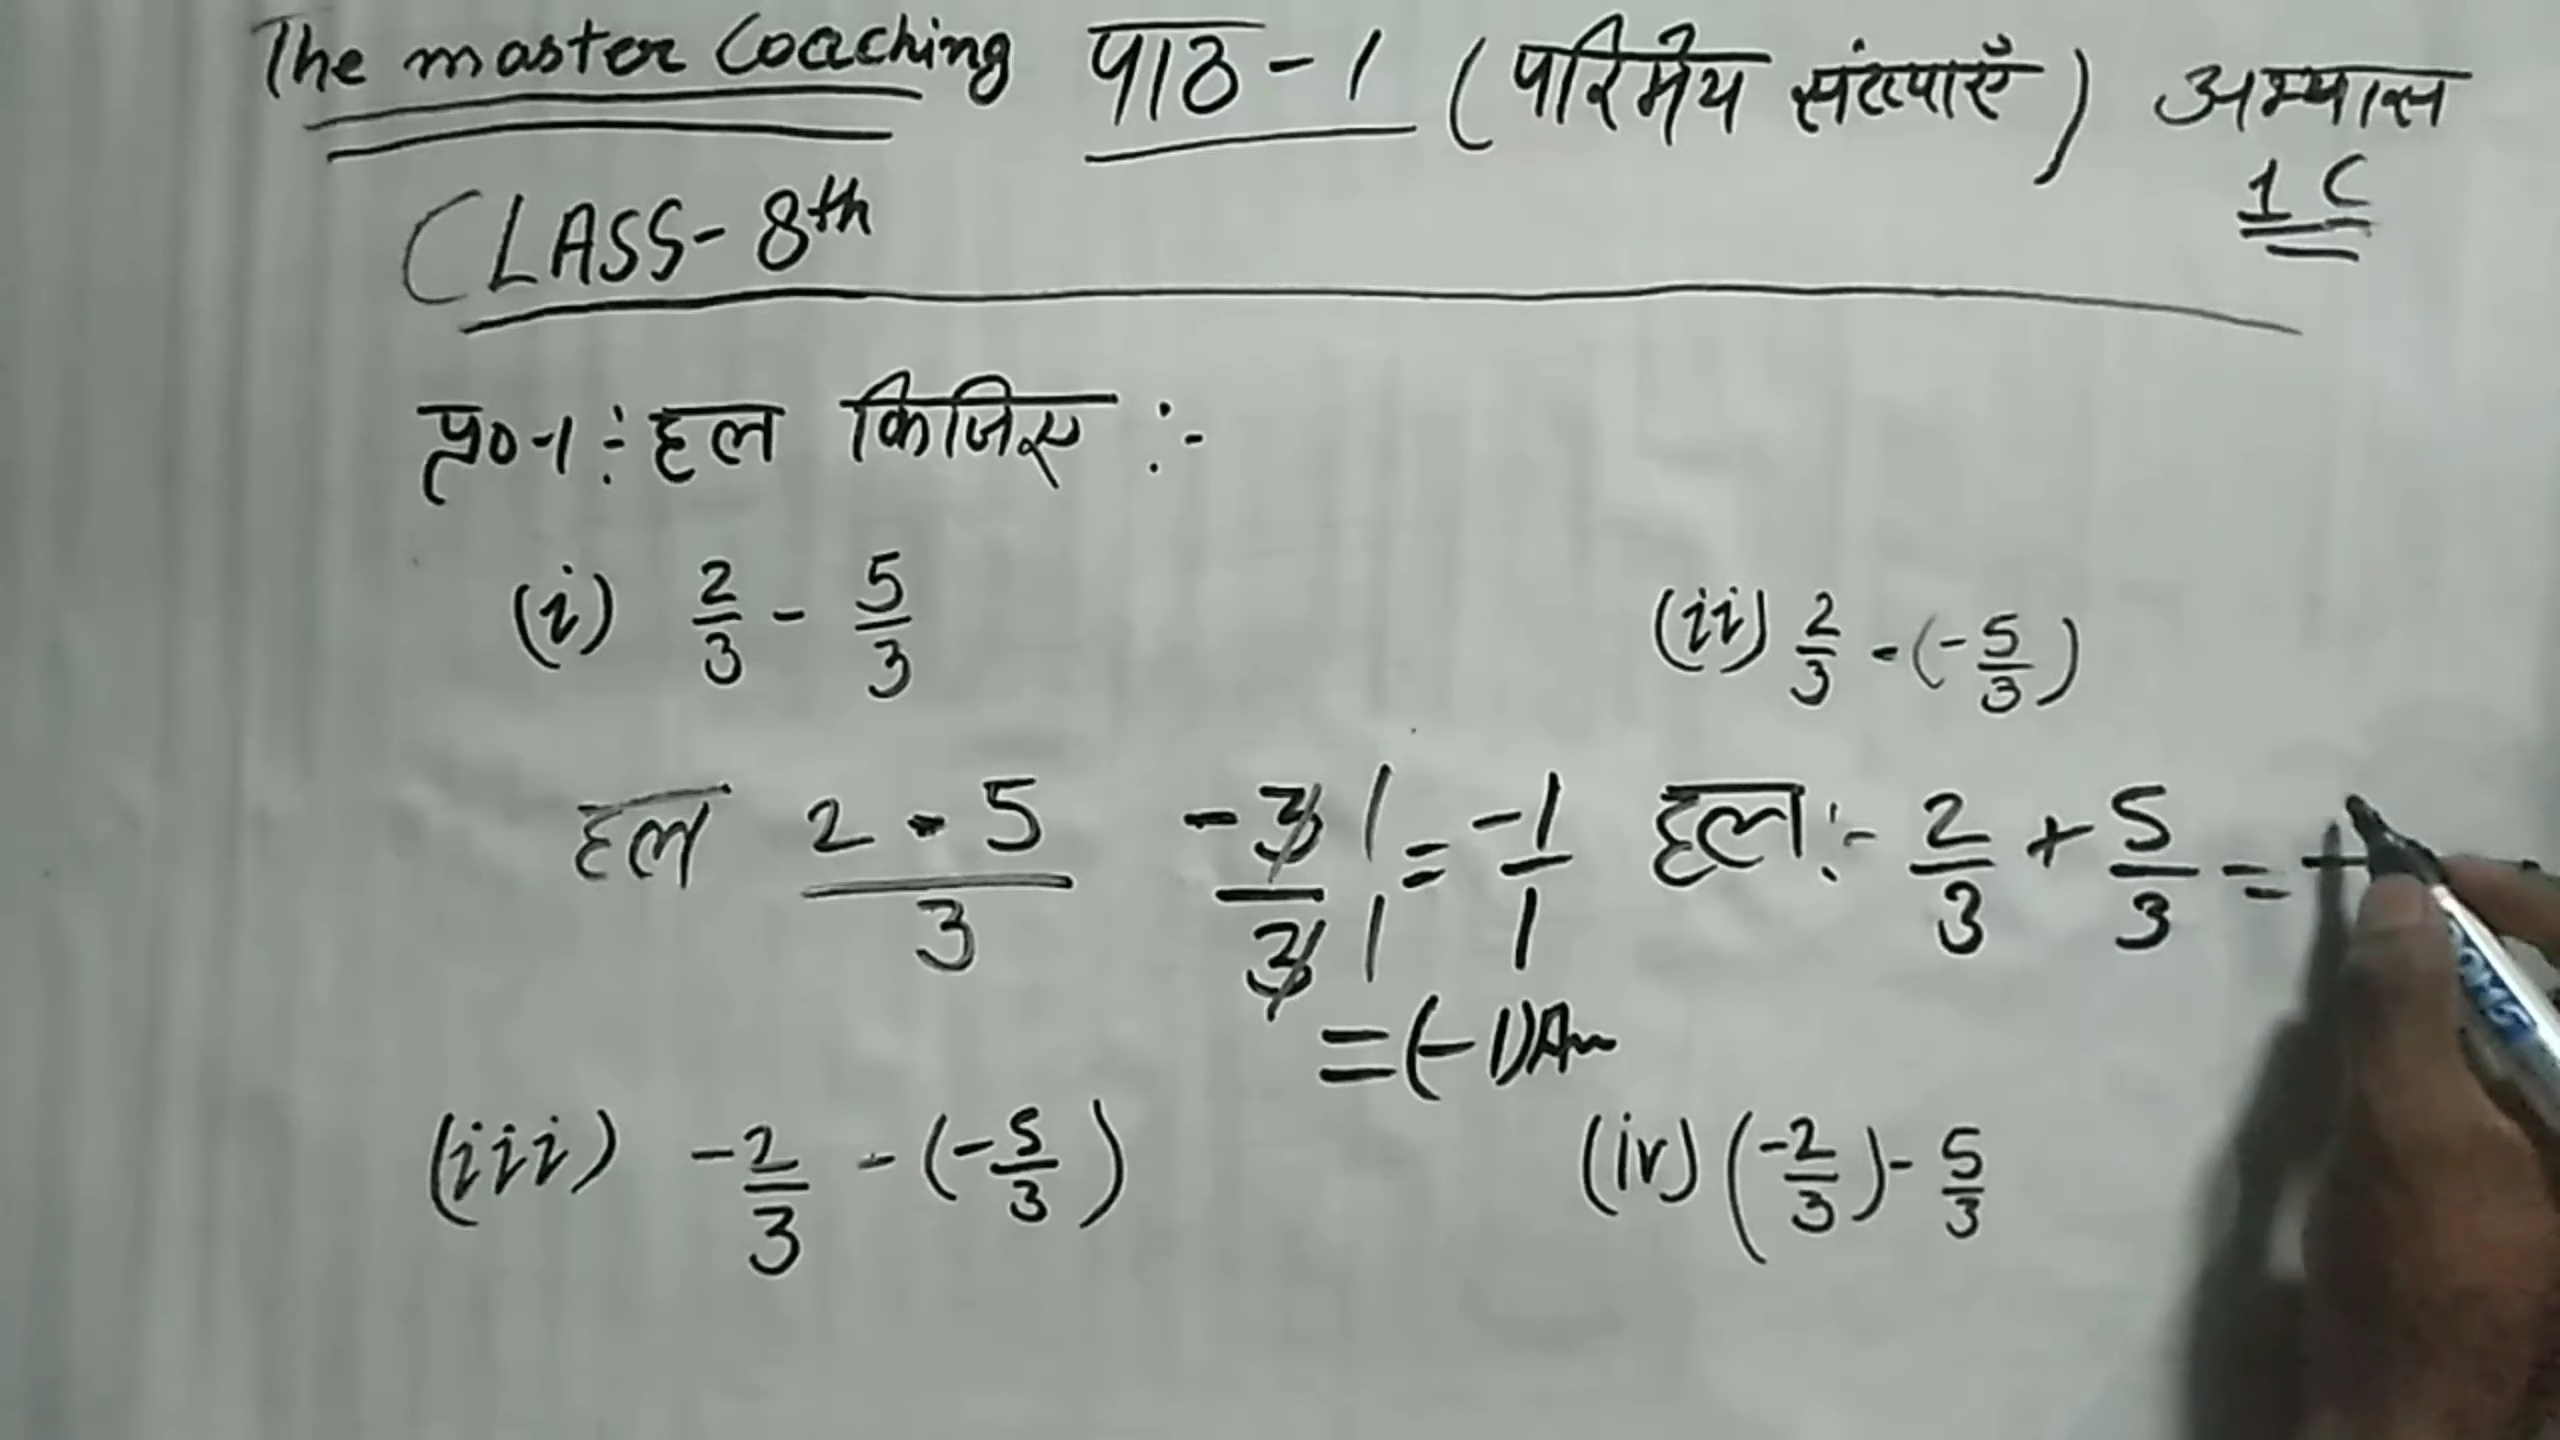 The master Coaching पाठ - 1 (परिमेय संख्याएँ) अभ्यास
1C
CLASS- 8th
प्र०-1 :- हल किजिए :-
(i) 2/3 - 5/3 (ii) 2/3 - (-5/3)
हल (2 - 5)/3 -3/3 1/1 = -1/1 हल :- 2/3 + 5/3 =
= (-1) Ans
(iii) -2/3 - (-5/3) (iv) (-2/3) - 5/3